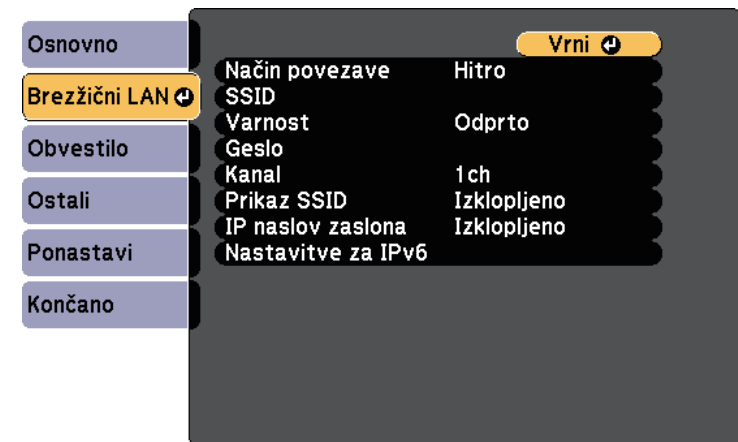 Osnovno
Brezžični LAN
Obvestilo
Ostali
Ponastavi
Končano
Vrni
Način povezave Hitro
SSID
Varnost Odprto
Geslo
Kanal 1ch
Prikaz SSID Izklopljeno
IP naslov zaslona Izklopljeno
Nastavitve za IPv6